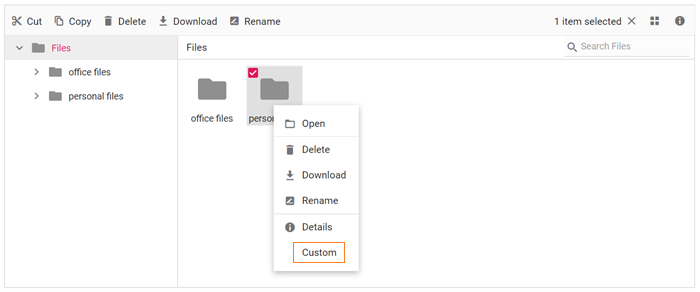 Cut Copy Delete Download Rename 1 item selected
Files
office files
personal files
Files Search Files
office files
Open
Delete
Download
Rename
Details
Custom